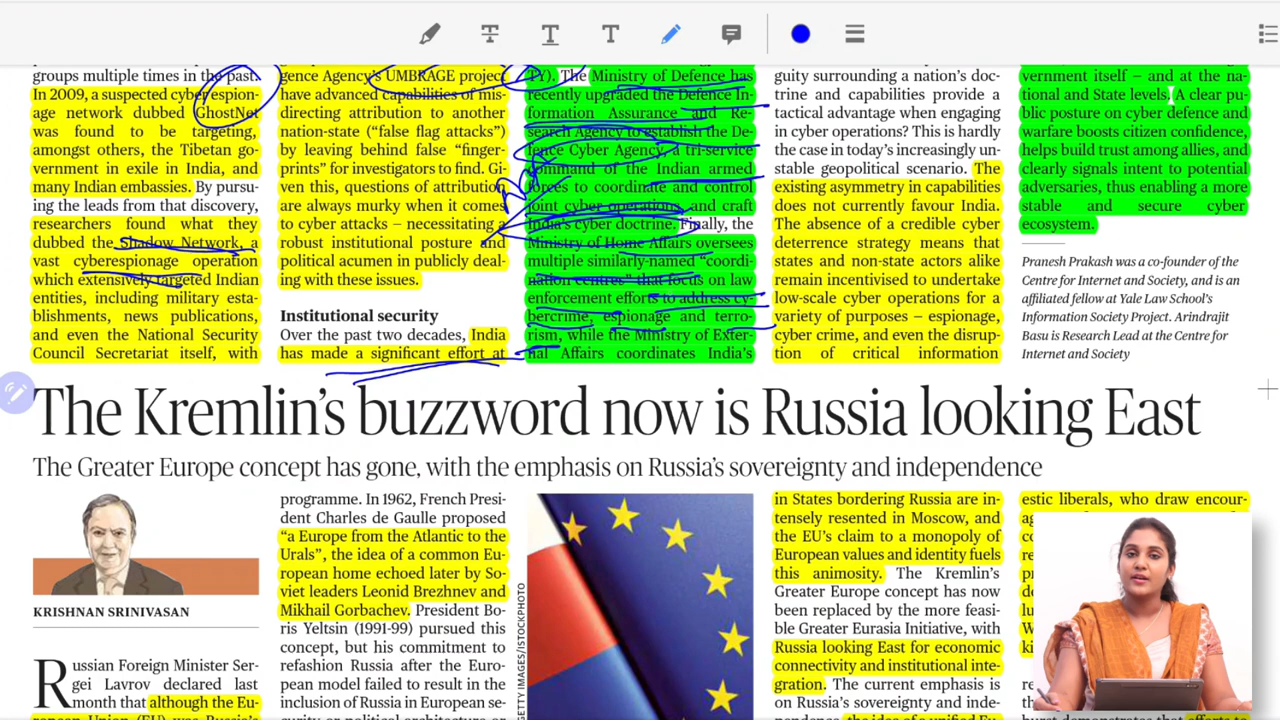 groups multiple times in the past.
In 2009, a suspected cyber espion-
age network dubbed GhostNet
was found to be targeting,
amongst others, the Tibetan go-
vernment in exile in India, and
many Indian embassies. By pursu-
ing the leads from that discovery,
researchers found what they
dubbed the Shadow Network, a
vast cyberespionage operation
which extensively targeted Indian
entities, including military esta-
blishments, news publications,
and even the National Security
Council Secretariat itself, with
gence Agency's UMBRAGE project
have advanced capabilities of mis-
directing attribution to another
nation-state (“false flag attacks”)
by leaving behind false “finger-
prints” for investigators to find. Gi-
ven this, questions of attribution
are always murky when it comes
to cyber attacks – necessitating a
robust institutional posture and
political acumen in publicly deal-
ing with these issues.
Institutional security
Over the past two decades, India
has made a significant effort at
TY). The Ministry of Defence has
recently upgraded the Defence In-
formation Assurance and Re-
search Agency to establish the De-
fence Cyber Agency, a tri-service
command of the Indian armed
forces to coordinate and control
joint cyber operations, and craft
India's cyber doctrine. Finally, the
Ministry of Home Affairs oversees
multiple similarly-named “coordi-
nation centres” that focus on law
enforcement efforts to address cy-
bercrime, espionage and terro-
rism, while the Ministry of Exter-
nal Affairs coordinates India's
guity surrounding a nation's doc-
trine and capabilities provide a
tactical advantage when engaging
in cyber operations? This is hardly
the case in today's increasingly un-
stable geopolitical scenario. The
existing asymmetry in capabilities
does not currently favour India.
The absence of a credible cyber
deterrence strategy means that
states and non-state actors alike
remain incentivised to undertake
low-scale cyber operations for a
variety of purposes – espionage,
cyber crime, and even the disrup-
tion of critical information
vernment itself – and at the na-
tional and State levels. A clear pu-
blic posture on cyber defence and
warfare boosts citizen confidence,
helps build trust among allies, and
clearly signals intent to potential
adversaries, thus enabling a more
stable and secure cyber
ecosystem.
Pranesh Prakash was a co-founder of the
Centre for Internet and Society, and is an
affiliated fellow at Yale Law School's
Information Society Project. Arindrajit
Basu is Research Lead at the Centre for
Internet and Society
The Kremlin's buzzword now is Russia looking East
The Greater Europe concept has gone, with the emphasis on Russia's sovereignty and independence
KRISHNAN SRINIVASAN
Russian Foreign Minister Ser-
gei Lavrov declared last
month that although the Eu-
ropean Union (EU) was Russia's
programme. In 1962, French Presi-
dent Charles de Gaulle proposed
“a Europe from the Atlantic to the
Urals”, the idea of a common Eu-
ropean home echoed later by So-
viet leaders Leonid Brezhnev and
Mikhail Gorbachev. President Bo-
ris Yeltsin (1991-99) pursued this
concept, but his commitment to
refashion Russia after the Euro-
pean model failed to result in the
inclusion of Russia in European se-
curity or political architecture or
GETTY IMAGES/ISTOCKPHOTO
in States bordering Russia are in-
tensely resented in Moscow, and
the EU's claim to a monopoly of
European values and identity fuels
this animosity. The Kremlin's
Greater Europe concept has now
been replaced by the more feasi-
ble Greater Eurasia Initiative, with
Russia looking East for economic
connectivity and institutional inte-
gration. The current emphasis is
on Russia's sovereignty and inde-
pendence, the idea of a unified Eu-
estic liberals, who draw encour-
burst demonstrates that efforts to